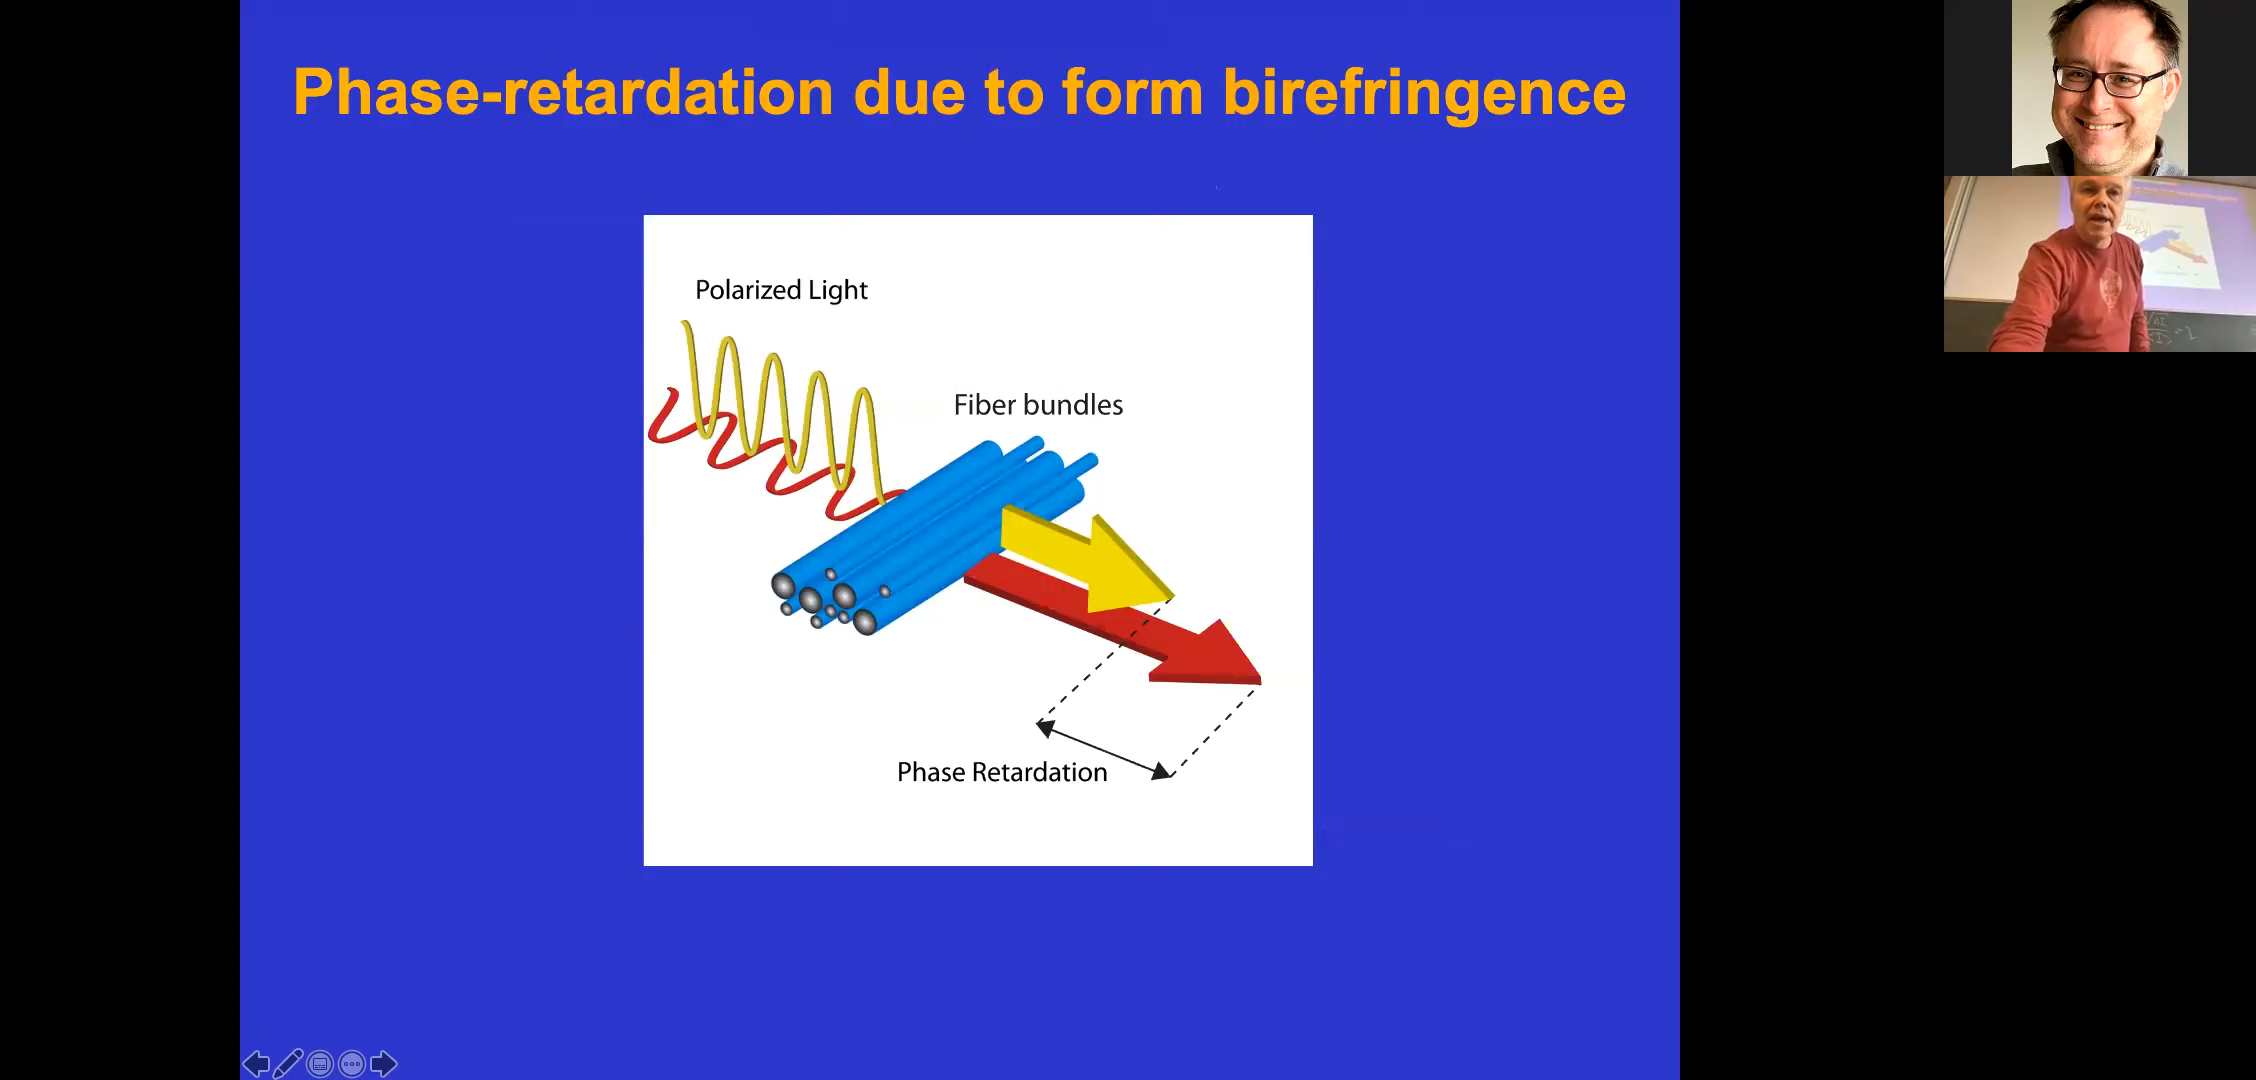 Phase-retardation due to form birefringence
Polarized Light
Fiber bundles
Phase Retardation